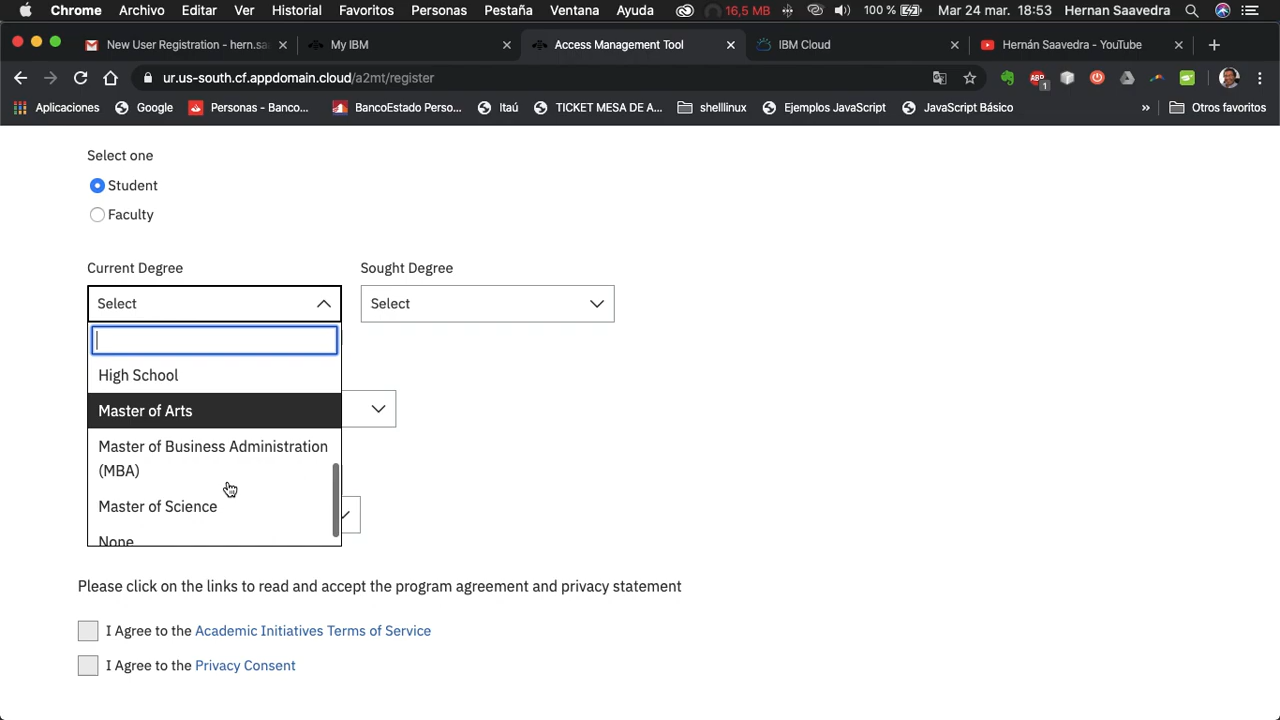 Chrome Archivo Editar Ver Historial Favoritos Personas Pestaña Ventana Ayuda 16,5 MB 100 % Mar 24 mar. 18:53 Hernan Saavedra
New User Registration - hern.sa My IBM Access Management Tool IBM Cloud Hernán Saavedra - YouTube
ur.us-south.cf.appdomain.cloud/a2mt/register
Aplicaciones Google Personas - Banco... BancoEstado Perso... Itaú TICKET MESA DE A... shelllinux Ejemplos JavaScript JavaScript Básico » Otros favoritos
Select one
Student
Faculty
Current Degree Sought Degree
Select Select
High School
Master of Arts
Master of Business Administration
(MBA)
Master of Science
None
Please click on the links to read and accept the program agreement and privacy statement
I Agree to the Academic Initiatives Terms of Service
I Agree to the Privacy Consent